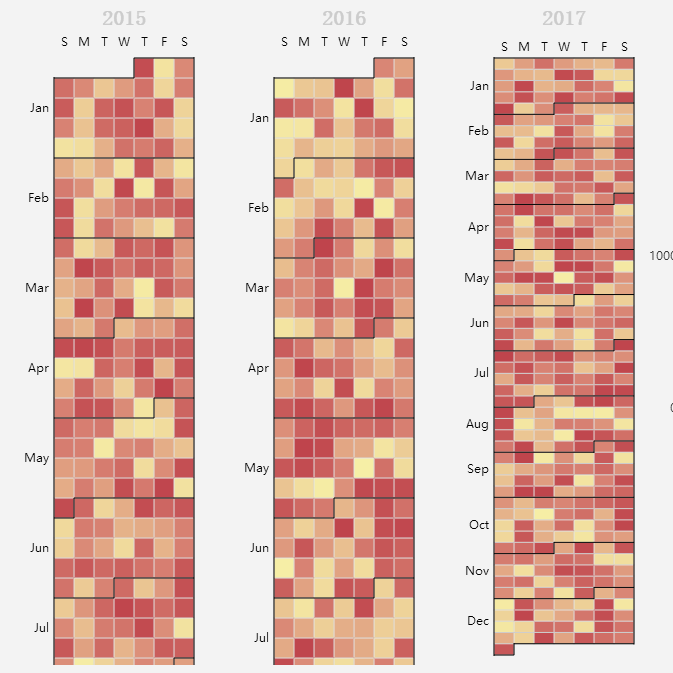 2015
S M T W T F S
Jan
Feb
Mar
Apr
May
Jun
Jul
2016
S M T W T F S
Jan
Feb
Mar
Apr
May
Jun
Jul
2017
S M T W T F S
Jan
Feb
Mar
Apr
May
Jun
Jul
Aug
Sep
Oct
Nov
Dec
1000
0